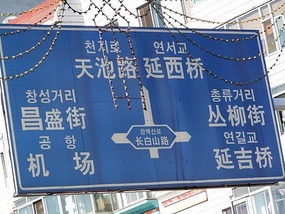 천지로 연서교
天池路 延西桥
창성거리 총류거리
昌盛街 丛柳街
장백산로
长白山路
공항 연길교
机场 延吉桥